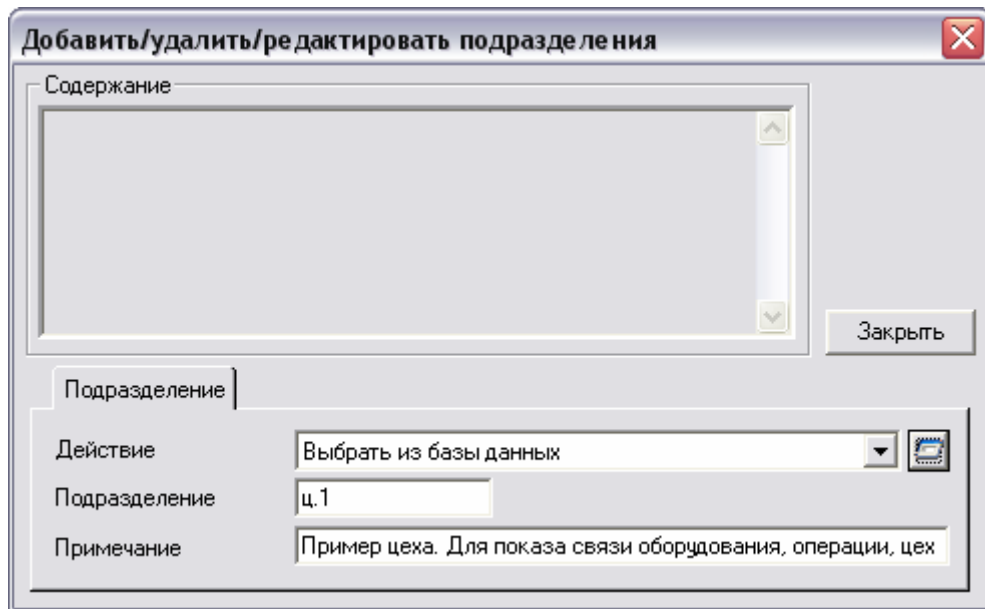 Добавить/удалить/редактировать подразделения
Содержание
Закрыть
Подразделение
Действие
Выбрать из базы данных
Подразделение
ц.1
Примечание
Пример цеха. Для показа связи оборудования, операции, цех